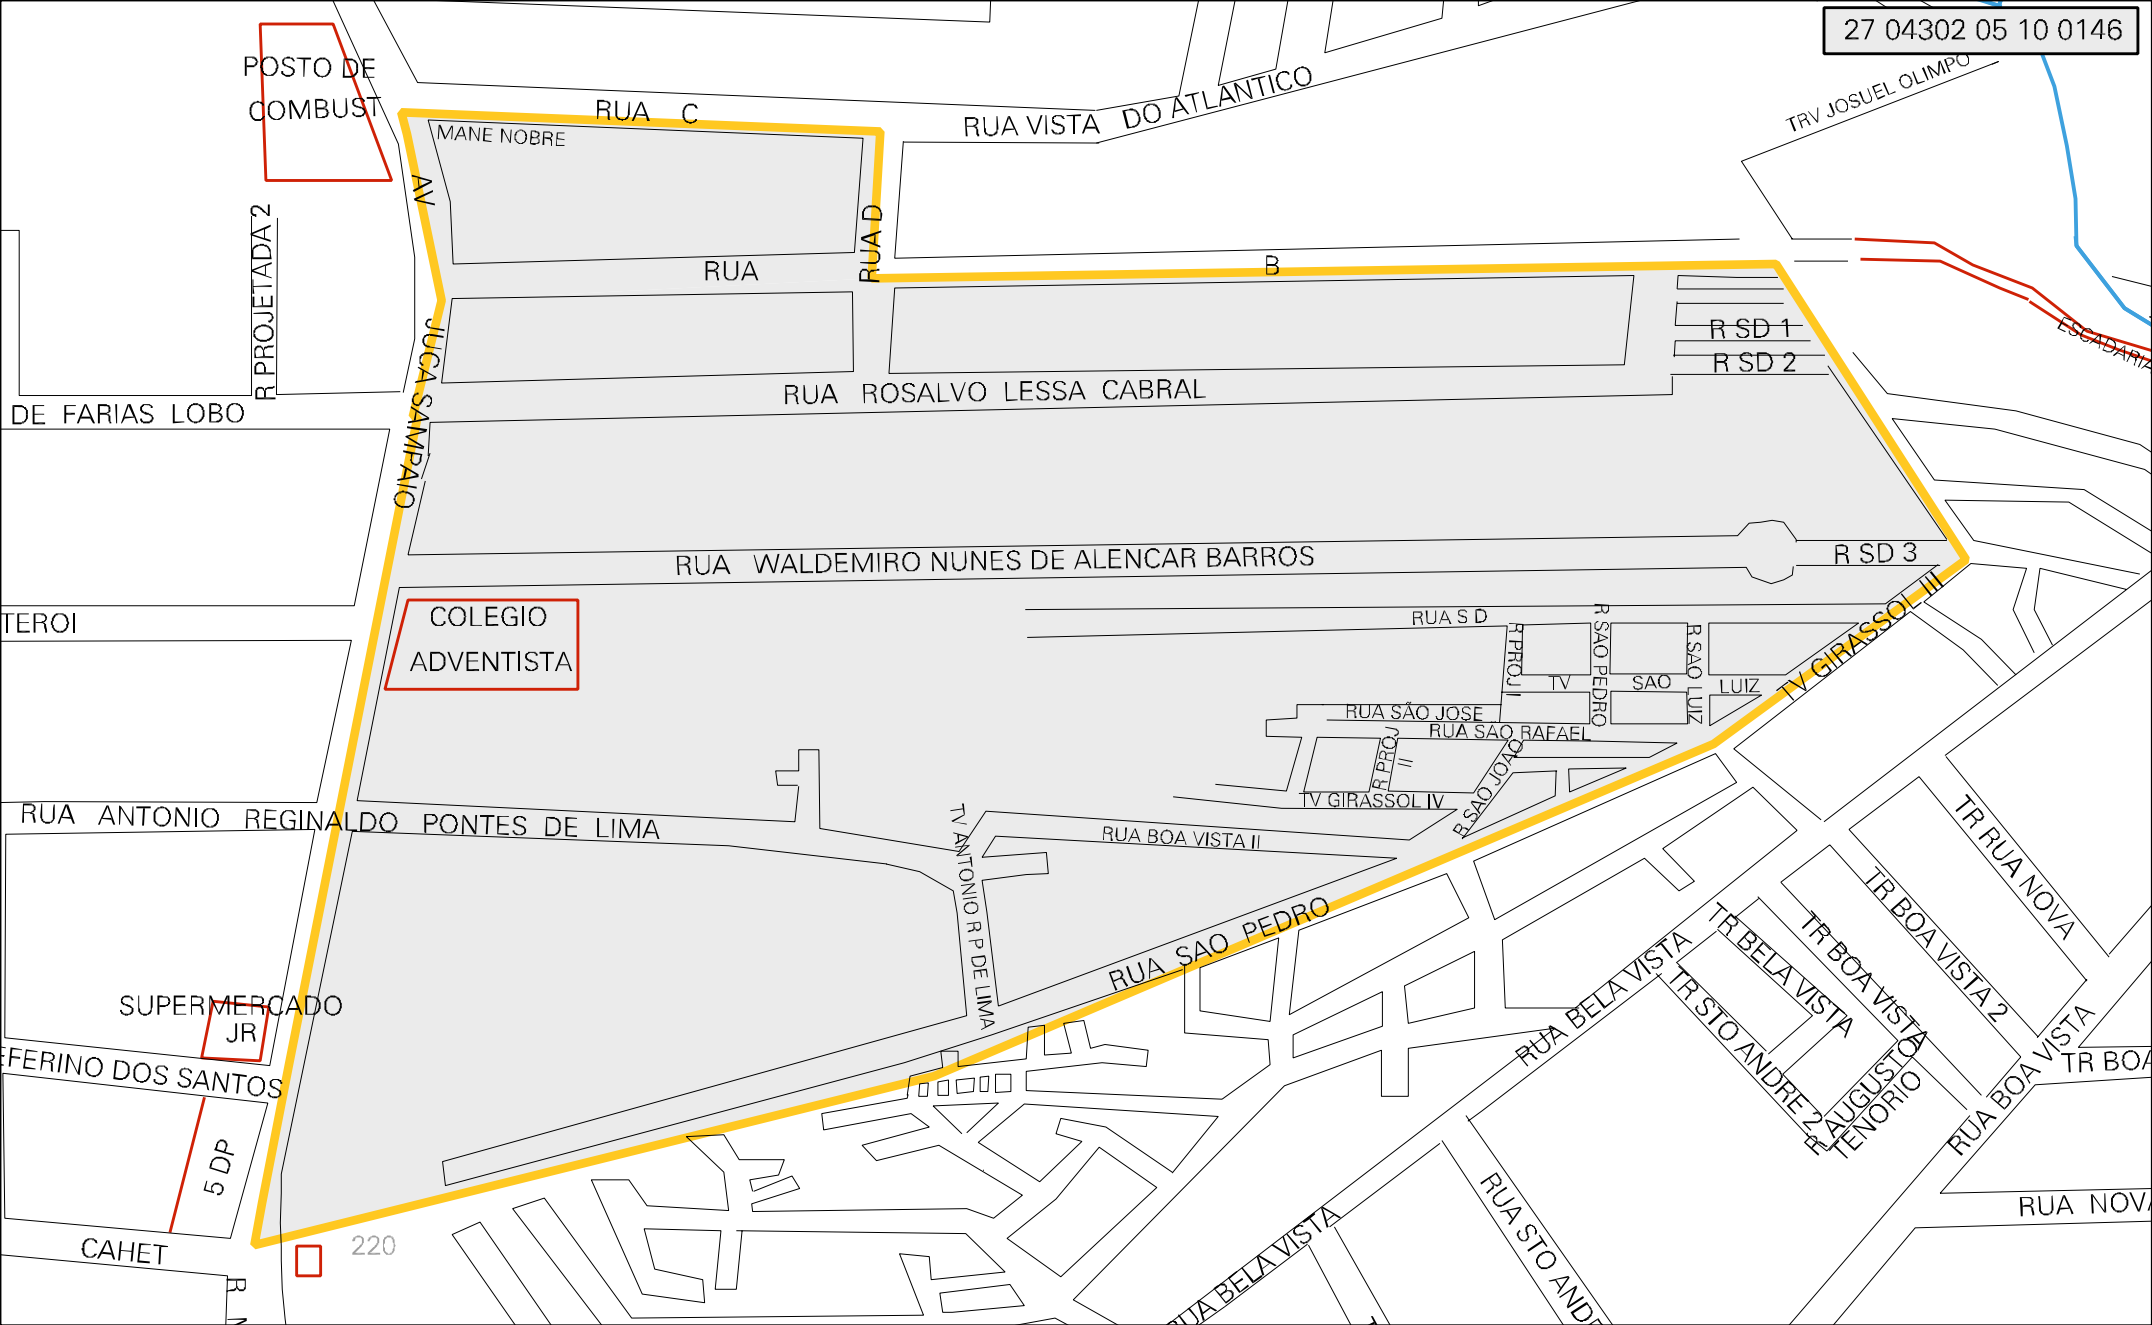 27 04302 05 10 0146
POSTO DE
COMBUST
RUA C
MANE NOBRE
RUA VISTA DO ATLANTICO
TRV JOSUEL OLIMPO
AV JUCA SAMPAIO
R PROJETADA 2
RUA D
RUA B
ESCADARIA
R SD 1
R SD 2
RUA ROSALVO LESSA CABRAL
DE FARIAS LOBO
RUA WALDEMIRO NUNES DE ALENCAR BARROS
R SD 3
COLEGIO
ADVENTISTA
TEROI
RUA S D
R PROJ I
R SAO PEDRO
R SAO LUIZ
TV SAO LUIZ
TV GIRASSOL III
RUA SÃO JOSE
RUA SAO RAFAEL
R PROJ
II
R SAO JOAO
TV GIRASSOL IV
RUA ANTONIO REGINALDO PONTES DE LIMA
TV ANTONIO R P DE LIMA
RUA BOA VISTA II
RUA SAO PEDRO
TR RUA NOVA
TR BOA VISTA 2
TR BOA VISTA
TR BELA VISTA
TR STO ANDRE 2
R AUGUSTO
TENORIO
RUA BELA VISTA
RUA BOA VISTA
TR BOA
SUPERMERCADO
JR
EFERINO DOS SANTOS
5 DP
CAHET
220
RUA BELA VISTA
RUA STO ANDR
RUA NOVA